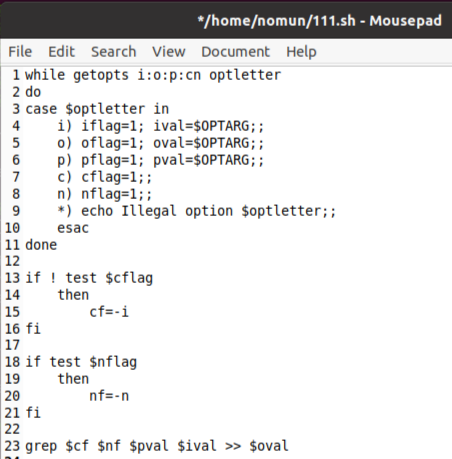 */home/nomun/111.sh - Mousepad
File Edit Search View Document Help
1 while getopts i:o:p:cn optletter
2 do
3 case $optletter in
4     i) iflag=1; ival=$OPTARG;;
5     o) oflag=1; oval=$OPTARG;;
6     p) pflag=1; pval=$OPTARG;;
7     c) cflag=1;;
8     n) nflag=1;;
9     *) echo Illegal option $optletter;;
10     esac
11 done
12
13 if ! test $cflag
14     then
15         cf=-i
16 fi
17
18 if test $nflag
19     then
20         nf=-n
21 fi
22
23 grep $cf $nf $pval $ival >> $oval